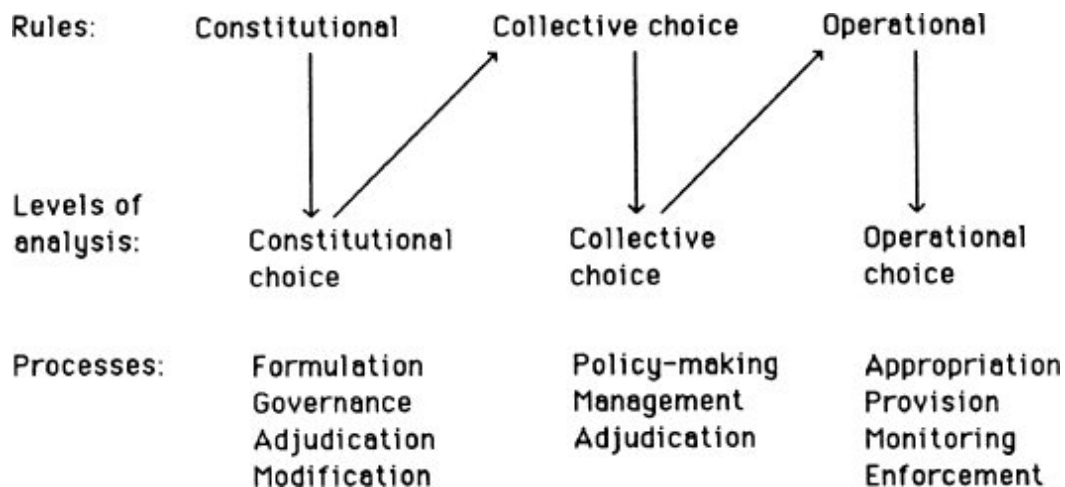 Rules: Constitutional Collective choice Operational
Levels of
analysis: Constitutional Collective Operational
choice choice choice
Processes: Formulation Policy-making Appropriation
Governance Management Provision
Adjudication Adjudication Monitoring
Modification Enforcement